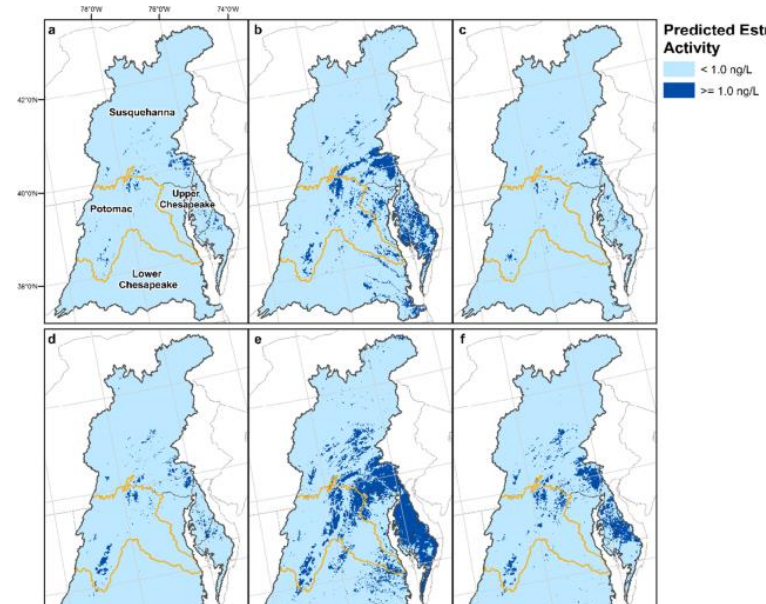 78°0'W 76°0'W 74°0'W
a b c
Predicted
Activity
< 1.0 ng/L
>= 1.0 ng/L
42°0'N
Susquehanna
40°0'N
Upper
Chesapeake
Potomac
Lower
Chesapeake
38°0'N
d e f